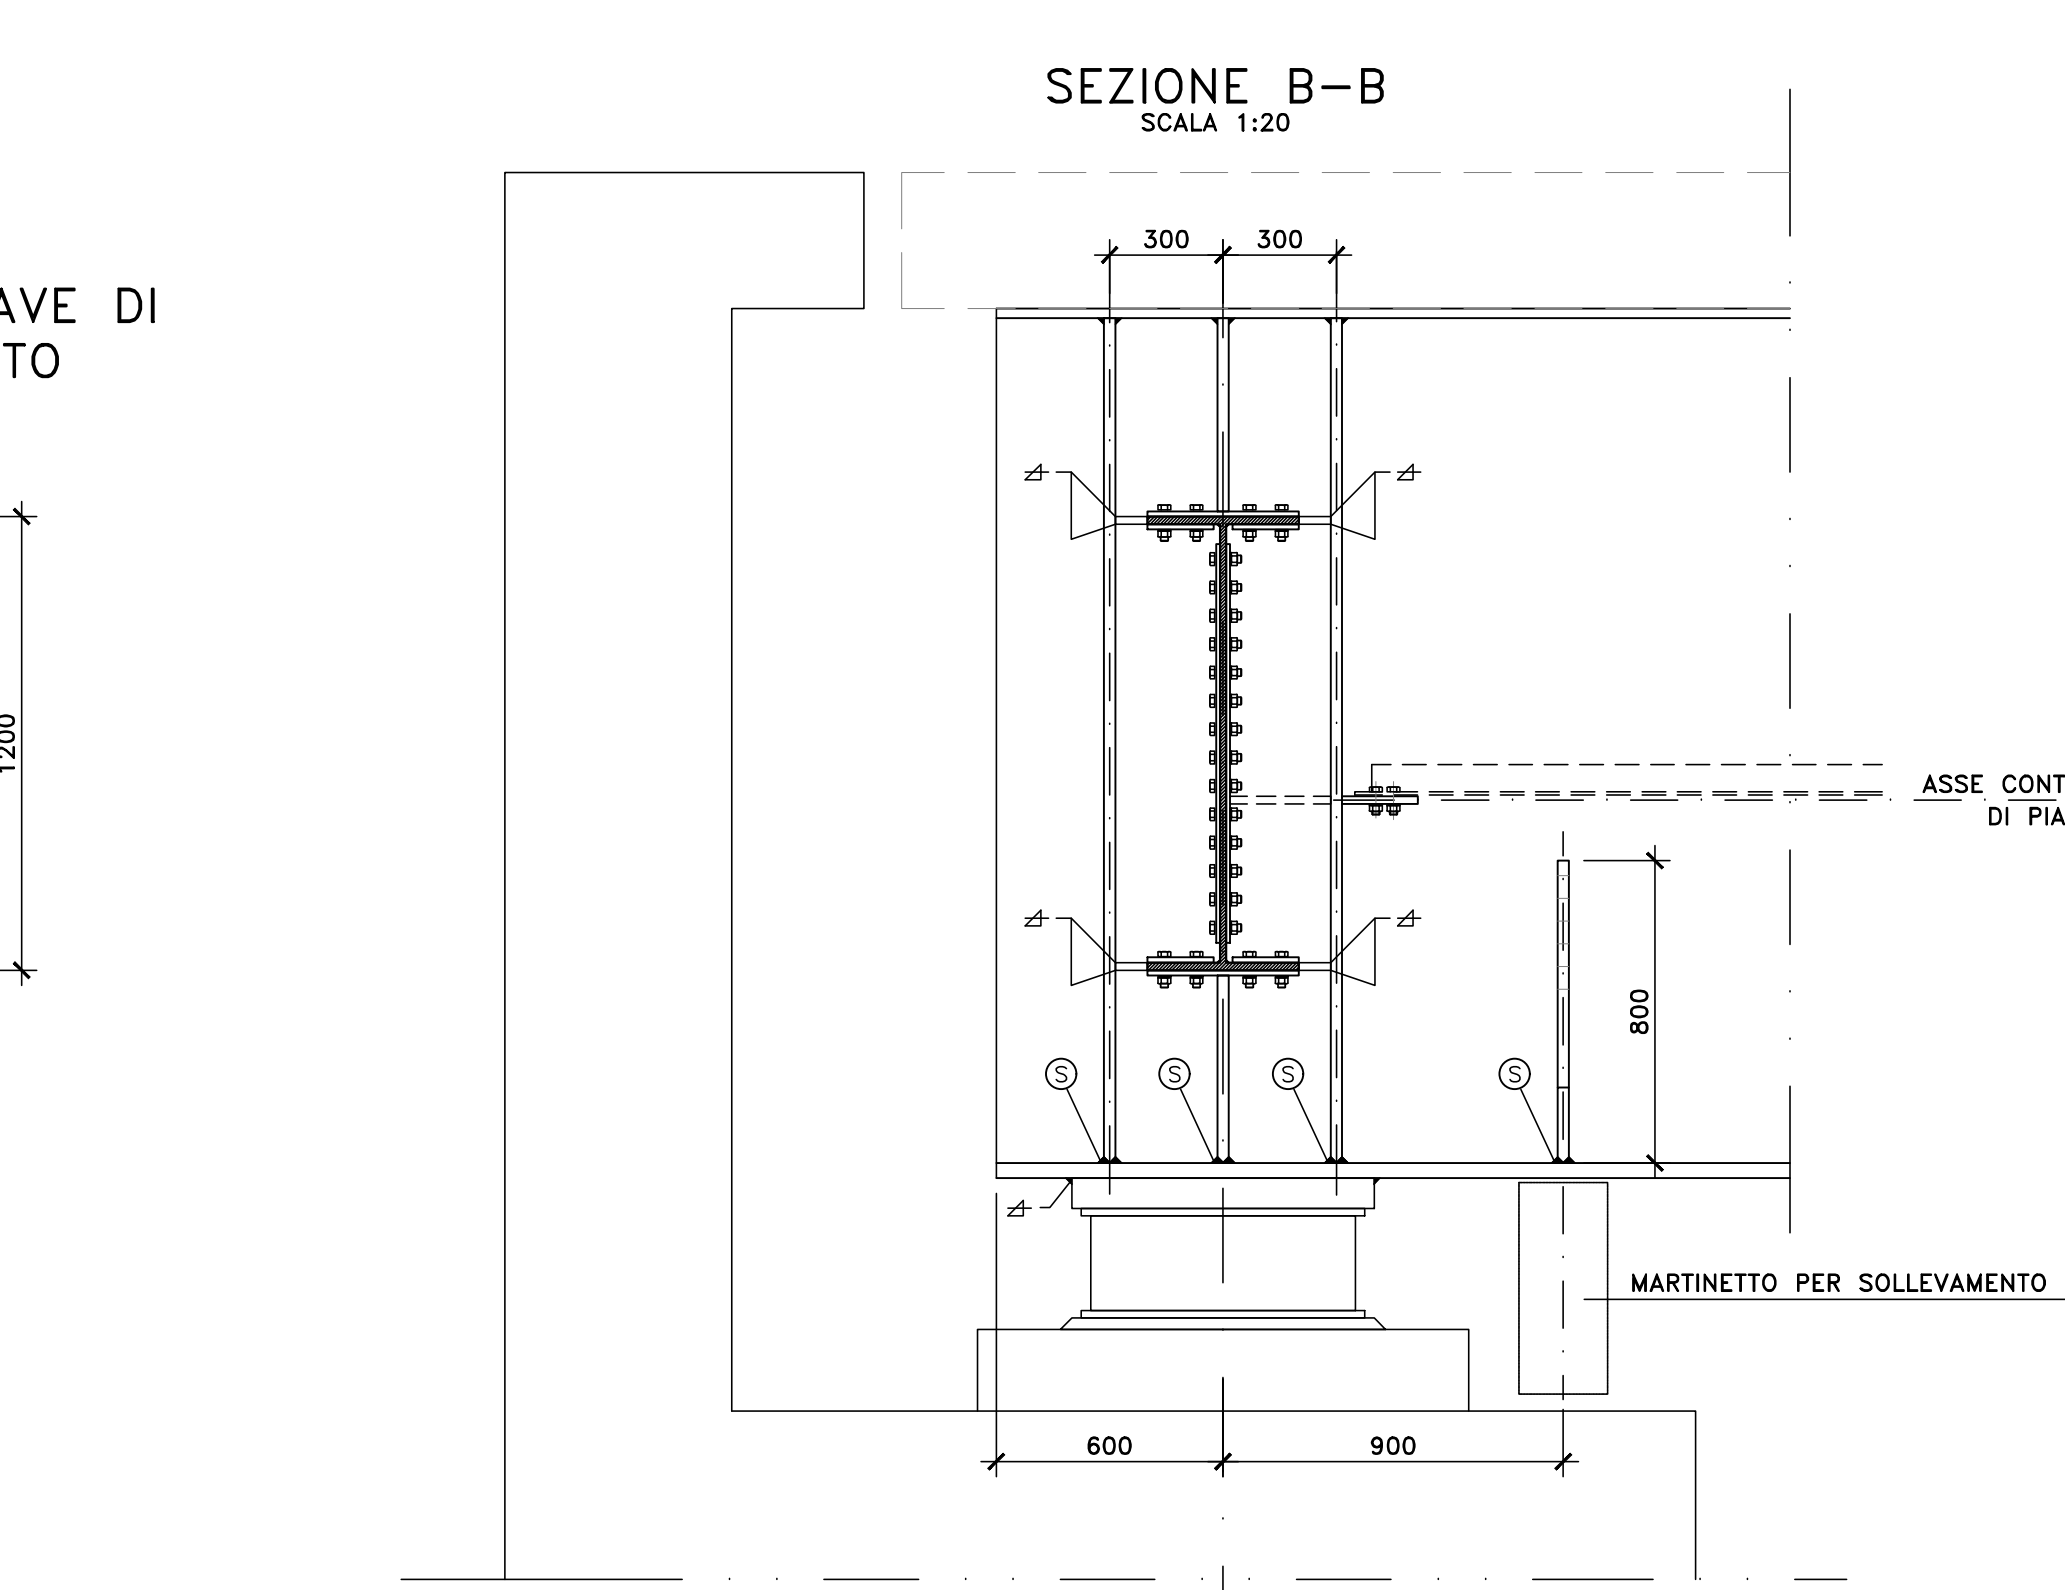 SEZIONE B-B
SCALA 1:20
300
300
AVE DI
TO
1200
ASSE CONT
DI PIA
800
S
S
S
S
MARTINETTO PER SOLLEVAMENTO
600
900